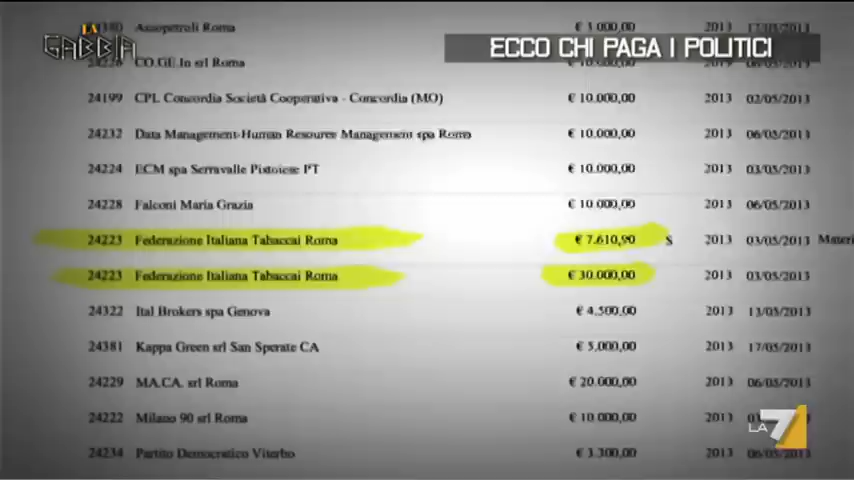 LA GABBIA
ECCO CHI PAGA I POLITICI
Assopetroli Roma € 5.000,00 2013
CO.GE.In srl Roma € 10.000,00
24199 CPL Concordia Società Cooperativa - Concordia (MO) € 10.000,00 2013 02/05/2013
24232 Data Management-Human Resource Management spa Roma € 10.000,00 2013 06/05/2013
24224 ECM spa Serravalle Pistoiese PT € 10.000,00 2013 03/05/2013
24228 Falconi Maria Grazia € 10.000,00 2013 06/05/2013
24223 Federazione Italiana Tabaccai Roma € 7.610,90 S 2013 03/05/2013 Materi
24223 Federazione Italiana Tabaccai Roma € 30.000,00 2013 03/05/2013
24322 Ital Brokers spa Genova € 4.500,00 2013 13/05/2013
24381 Kappa Green srl San Sperate CA € 5.000,00 2013 17/05/2013
24229 MA.CA. srl Roma € 20.000,00 2013 06/05/2013
24222 Milano 90 srl Roma € 10.000,00 2013
24234 Partito Democratico Viterbo € 3.300,00 2013 06/05/2013
LA7